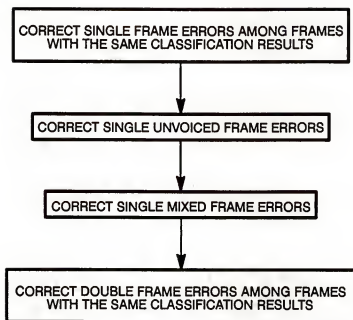 CORRECT SINGLE FRAME ERRORS AMONG FRAMES
WITH THE SAME CLASSIFICATION RESULTS
CORRECT SINGLE UNVOICED FRAME ERRORS
CORRECT SINGLE MIXED FRAME ERRORS
CORRECT DOUBLE FRAME ERRORS AMONG FRAMES
WITH THE SAME CLASSIFICATION RESULTS